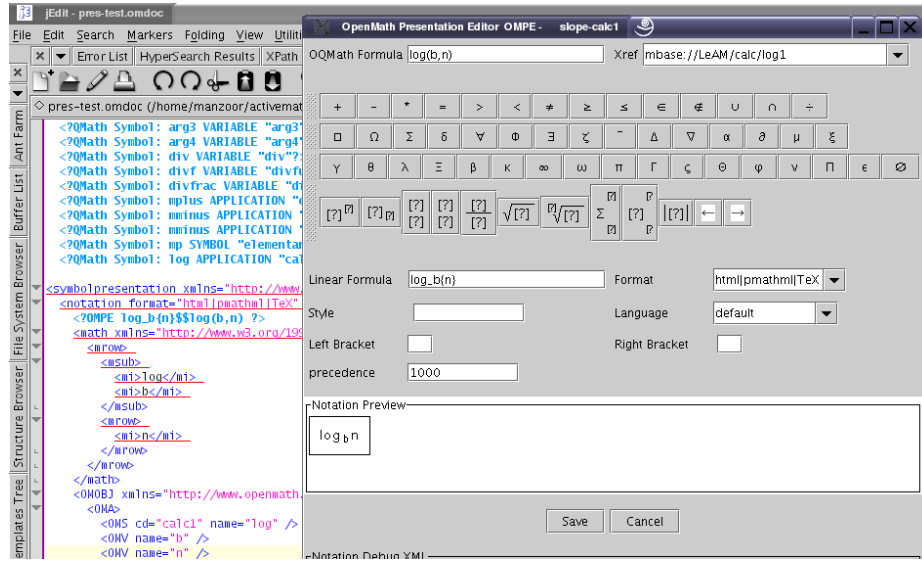 jEdit - pres-test.omdoc
File Edit Search Markers Folding View Utiliti
Error List HyperSearch Results XPath
pres-test.omdoc (/home/manzoor/activemat
Ant Farm
Buffer List
File System Browser
Structure Browser
emplates Tree
<?QMath Symbol: arg3 VARIABLE "arg3"
<?QMath Symbol: arg4 VARIABLE "arg4"
<?QMath Symbol: div VARIABLE "div"?>
<?QMath Symbol: divf VARIABLE "divfu
<?QMath Symbol: divfrac VARIABLE "di
<?QMath Symbol: mplus APPLICATION "e
<?QMath Symbol: mminus APPLICATION "
<?QMath Symbol: mminus APPLICATION "
<?QMath Symbol: mp SYMBOL "elementar
<?QMath Symbol: log APPLICATION "cal
<symbolpresentation xmlns="http://www.
<notation format="html|pmathml|TeX"
<?OMPE log_b{n}$$log(b,n) ?>
<math xmlns="http://www.w3.org/199
<mrow>
<msub>
<mi>log</mi>
<mi>b</mi>
</msub>
<mrow>
<mi>n</mi>
</mrow>
</mrow>
</math>
<OMOBJ xmlns="http://www.openmath.
<OMA>
<OMS cd="calc1" name="log" />
<OMV name="b" />
<OMV name="n" />
OpenMath Presentation Editor OMPE - slope-calc1
OQMath Formula log(b,n) Xref mbase://LeAM/calc/log1
+ - * = > < ≠ ≥ ≤ ∈ ∉ ∪ ∩ ÷
□ Ω Σ δ ∀ Φ ∃ ζ ¯ Δ ∇ α ∂ μ ξ
γ θ λ Ξ β κ ∞ ω π Γ ς Θ φ ν Π ε Ø
[?] [?] [?] [?] [?] [?] [?] [?] [?] [?] √[?] [?]√[?] Σ [?] [?] [?] [?] [?] |[?]| ← →
Linear Formula log_b{n} Format html|pmathml|TeX
Style Language default
Left Bracket Right Bracket
precedence 1000
Notation Preview
log b n
Save Cancel
Notation Debug XML